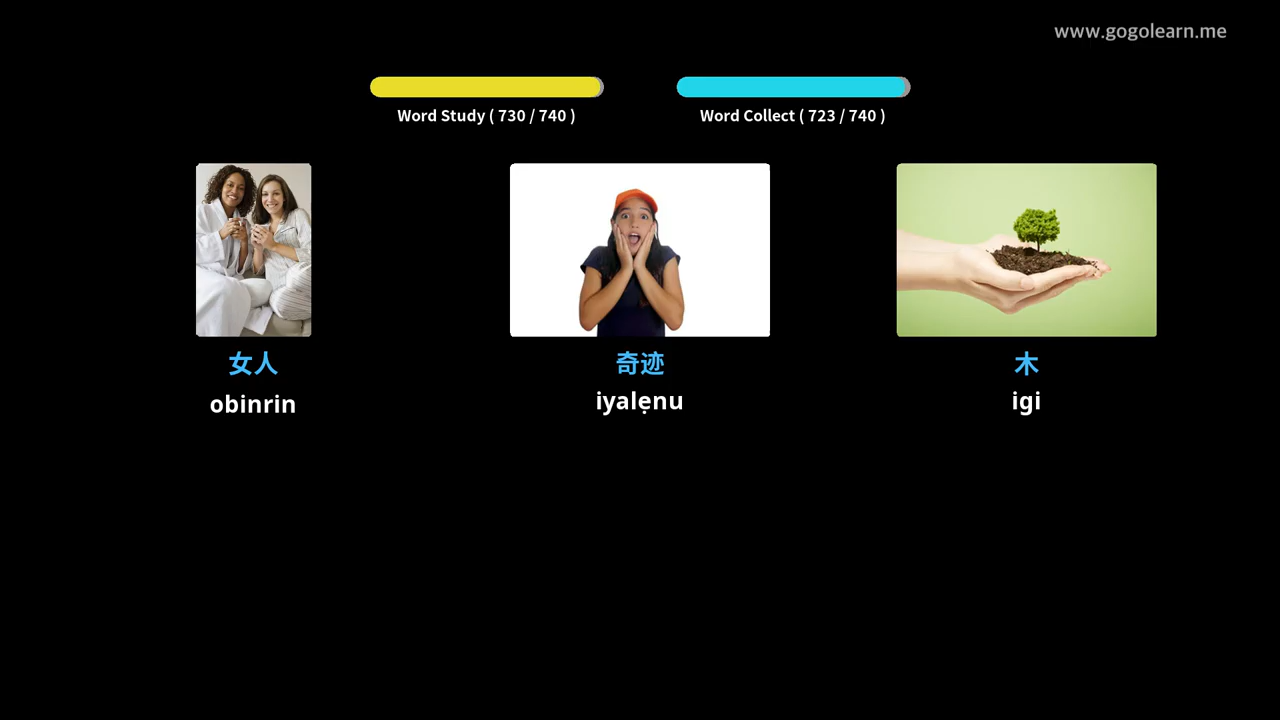 www.gogolearn.me
Word Study ( 730 / 740 )
Word Collect ( 723 / 740 )
女人
奇迹
木
obinrin
iyalẹnu
igi